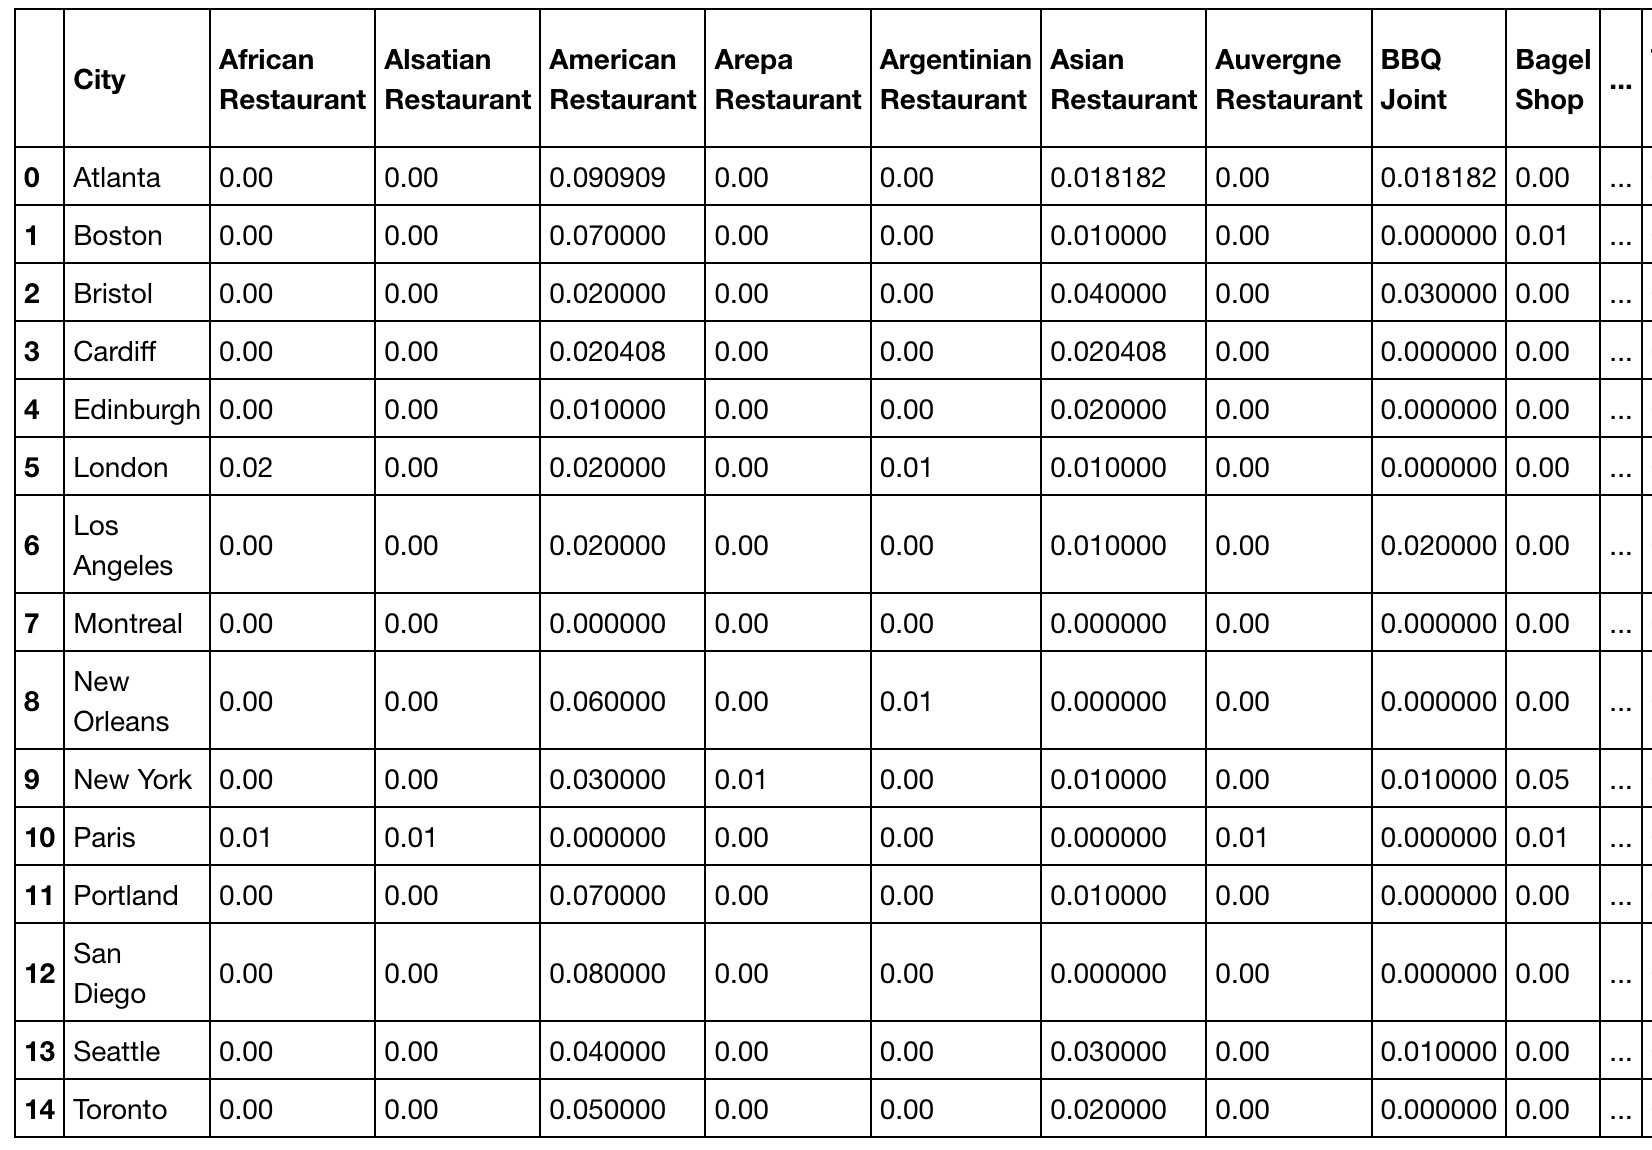 City African Restaurant Alsatian Restaurant American Restaurant Arepa Restaurant Argentinian Restaurant Asian Restaurant Auvergne Restaurant BBQ Joint Bagel Shop ...
0 Atlanta 0.00 0.00 0.090909 0.00 0.00 0.018182 0.00 0.018182 0.00 ...
1 Boston 0.00 0.00 0.070000 0.00 0.00 0.010000 0.00 0.000000 0.01 ...
2 Bristol 0.00 0.00 0.020000 0.00 0.00 0.040000 0.00 0.030000 0.00 ...
3 Cardiff 0.00 0.00 0.020408 0.00 0.00 0.020408 0.00 0.000000 0.00 ...
4 Edinburgh 0.00 0.00 0.010000 0.00 0.00 0.020000 0.00 0.000000 0.00 ...
5 London 0.02 0.00 0.020000 0.00 0.01 0.010000 0.00 0.000000 0.00 ...
6 Los Angeles 0.00 0.00 0.020000 0.00 0.00 0.010000 0.00 0.020000 0.00 ...
7 Montreal 0.00 0.00 0.000000 0.00 0.00 0.000000 0.00 0.000000 0.00 ...
8 New Orleans 0.00 0.00 0.060000 0.00 0.01 0.000000 0.00 0.000000 0.00 ...
9 New York 0.00 0.00 0.030000 0.01 0.00 0.010000 0.00 0.010000 0.05 ...
10 Paris 0.01 0.01 0.000000 0.00 0.00 0.000000 0.01 0.000000 0.01 ...
11 Portland 0.00 0.00 0.070000 0.00 0.00 0.010000 0.00 0.000000 0.00 ...
12 San Diego 0.00 0.00 0.080000 0.00 0.00 0.000000 0.00 0.000000 0.00 ...
13 Seattle 0.00 0.00 0.040000 0.00 0.00 0.030000 0.00 0.010000 0.00 ...
14 Toronto 0.00 0.00 0.050000 0.00 0.00 0.020000 0.00 0.000000 0.00 ...